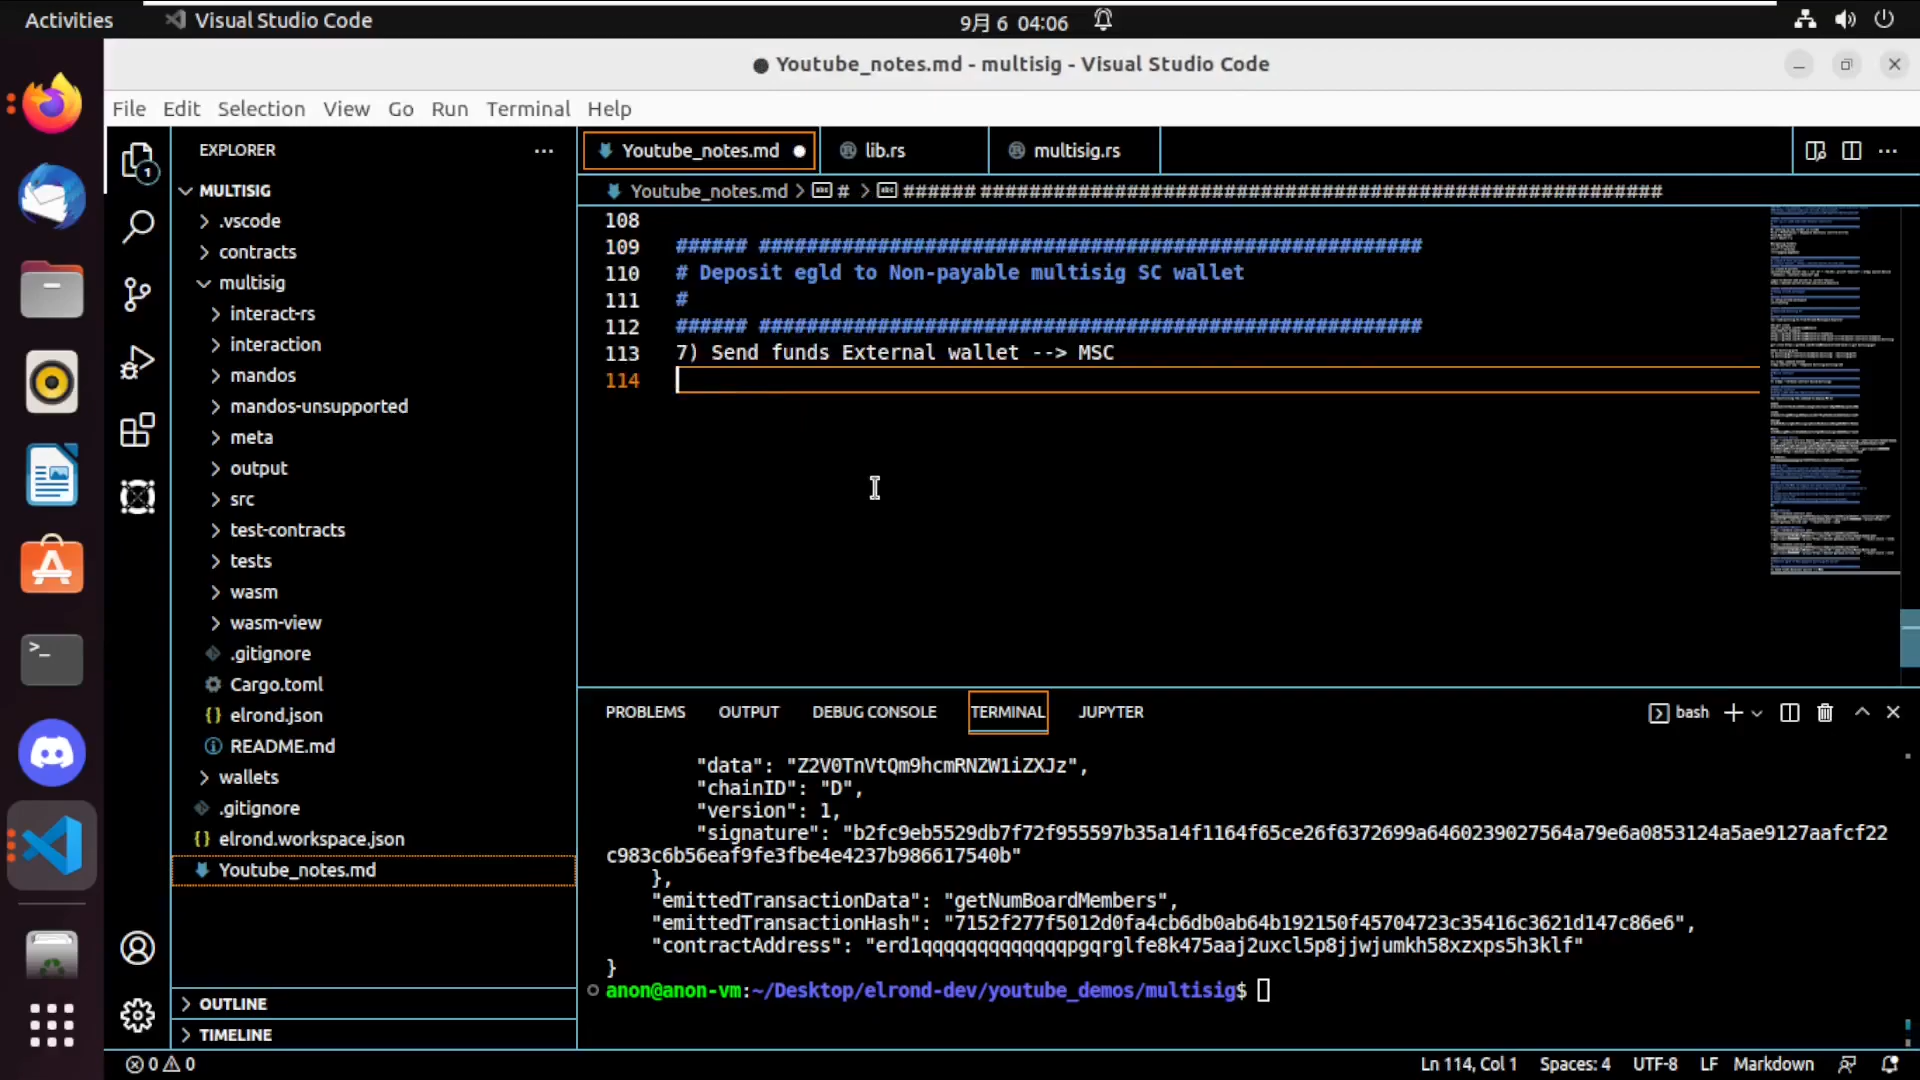 Activities
Visual Studio Code
9月 6 04:06
● Youtube_notes.md - multisig - Visual Studio Code
File Edit Selection View Go Run Terminal Help
1
EXPLORER
MULTISIG
.vscode
contracts
multisig
interact-rs
interaction
mandos
mandos-unsupported
meta
output
src
test-contracts
tests
wasm
wasm-view
.gitignore
Cargo.toml
elrond.json
README.md
wallets
.gitignore
elrond.workspace.json
Youtube_notes.md
OUTLINE
TIMELINE
Youtube_notes.md ● lib.rs multisig.rs
Youtube_notes.md > # > ###### ########################################################
108
109 ###### ########################################################
110 # Deposit egld to Non-payable multisig SC wallet
111 #
112 ###### ########################################################
113 7) Send funds External wallet --> MSC
114
PROBLEMS OUTPUT DEBUG CONSOLE TERMINAL JUPYTER
bash
"data": "Z2V0TnVtQm9hcmRNZW1iZXJz",
"chainID": "D",
"version": 1,
"signature": "b2fc9eb5529db7f72f955597b35a14f1164f65ce26f6372699a6460239027564a79e6a0853124a5ae9127aafcf22
c983c6b56eaf9fe3fbe4e4237b986617540b"
},
"emittedTransactionData": "getNumBoardMembers",
"emittedTransactionHash": "7152f277f5012d0fa4cb6db0ab64b192150f45704723c35416c3621d147c86e6",
"contractAddress": "erd1qqqqqqqqqqqqqpgqrglfe8k475aaj2uxcl5p8jjwjumkh58xzxps5h3klf"
}
anon@anon-vm:~/Desktop/elrond-dev/youtube_demos/multisig$
0 0
Ln 114, Col 1 Spaces: 4 UTF-8 LF Markdown